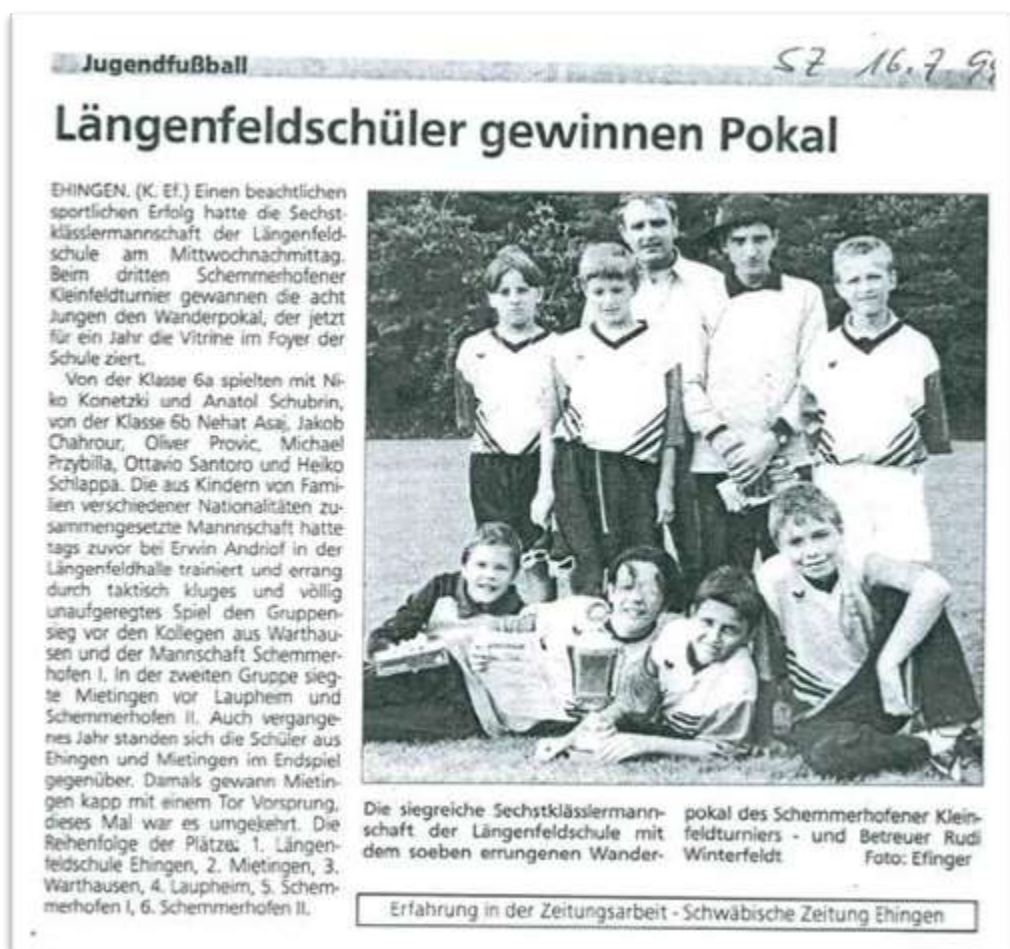 Jugendfußball
SZ 16.7.9
Längenfeldschüler gewinnen Pokal
EHINGEN. (K. Ef.) Einen beachtlichen
sportlichen Erfolg hatte die Sechst-
klässlermannschaft der Längenfeld-
schule am Mittwochnachmittag.
Beim dritten Schemmerhofener
Kleinfeldturnier gewannen die acht
Jungen den Wanderpokal, der jetzt
für ein Jahr die Vitrine im Foyer der
Schule ziert.
Von der Klasse 6a spielten mit Ni-
ko Konetzki und Anatol Schubrin,
von der Klasse 6b Nehat Asaj, Jakob
Chahrour, Oliver Provic, Michael
Przybilla, Ottavio Santoro und Heiko
Schlappa. Die aus Kindern von Fami-
lien verschiedener Nationalitäten zu-
sammengesetzte Mannnschaft hatte
tags zuvor bei Erwin Andriof in der
Längenfeldhalle trainiert und errang
durch taktisch kluges und völlig
unaufgeregtes Spiel den Gruppen-
sieg vor den Kollegen aus Warthau-
sen und der Mannschaft Schemmer-
hofen I. In der zweiten Gruppe sieg-
te Mietingen vor Laupheim und
Schemmerhofen II. Auch vergange-
nes Jahr standen sich die Schüler aus
Ehingen und Mietingen im Endspiel
gegenüber. Damals gewann Mietin-
gen kapp mit einem Tor Vorsprung,
dieses Mal war es umgekehrt. Die
Reihenfolge der Plätze: 1. Längen-
feldschule Ehingen, 2. Mietingen, 3.
Warthausen, 4. Laupheim, 5. Schem-
merhofen I, 6. Schemmerhofen II.
Die siegreiche Sechstklässlermann-
schaft der Längenfeldschule mit
dem soeben errungenen Wander-
pokal des Schemmerhofener Klein-
feldturniers - und Betreuer Rudi
Winterfeldt Foto: Efinger
Erfahrung in der Zeitungsarbeit - Schwäbische Zeitung Ehingen